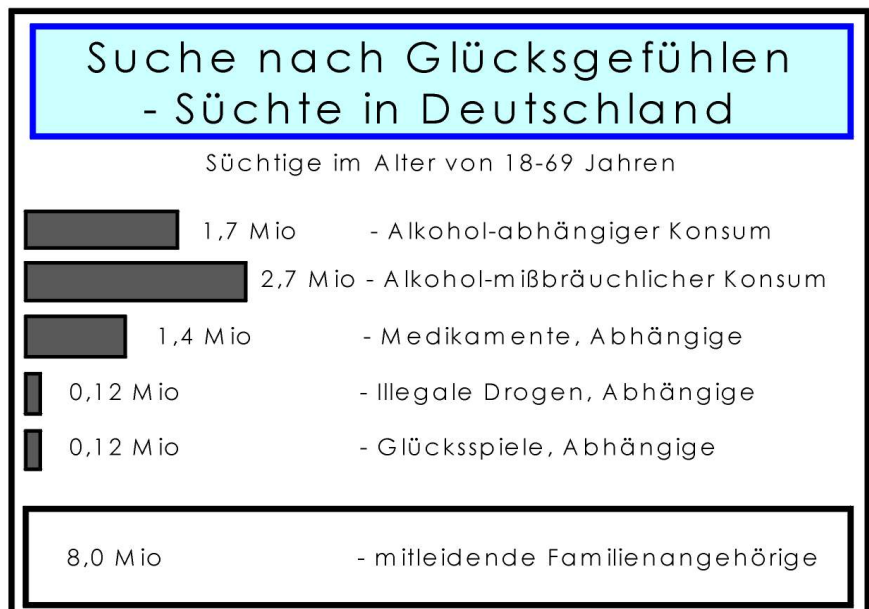 Suche nach Glücksgefühlen
- Süchte in Deutschland
Süchtige im Alter von 18-69 Jahren
1,7 Mio - Alkohol-abhängiger Konsum
2,7 Mio - Alkohol-mißbräuchlicher Konsum
1,4 Mio - Medikamente, Abhängige
0,12 Mio - Illegale Drogen, Abhängige
0,12 Mio - Glücksspiele, Abhängige
8,0 Mio - mitleidende Familienangehörige